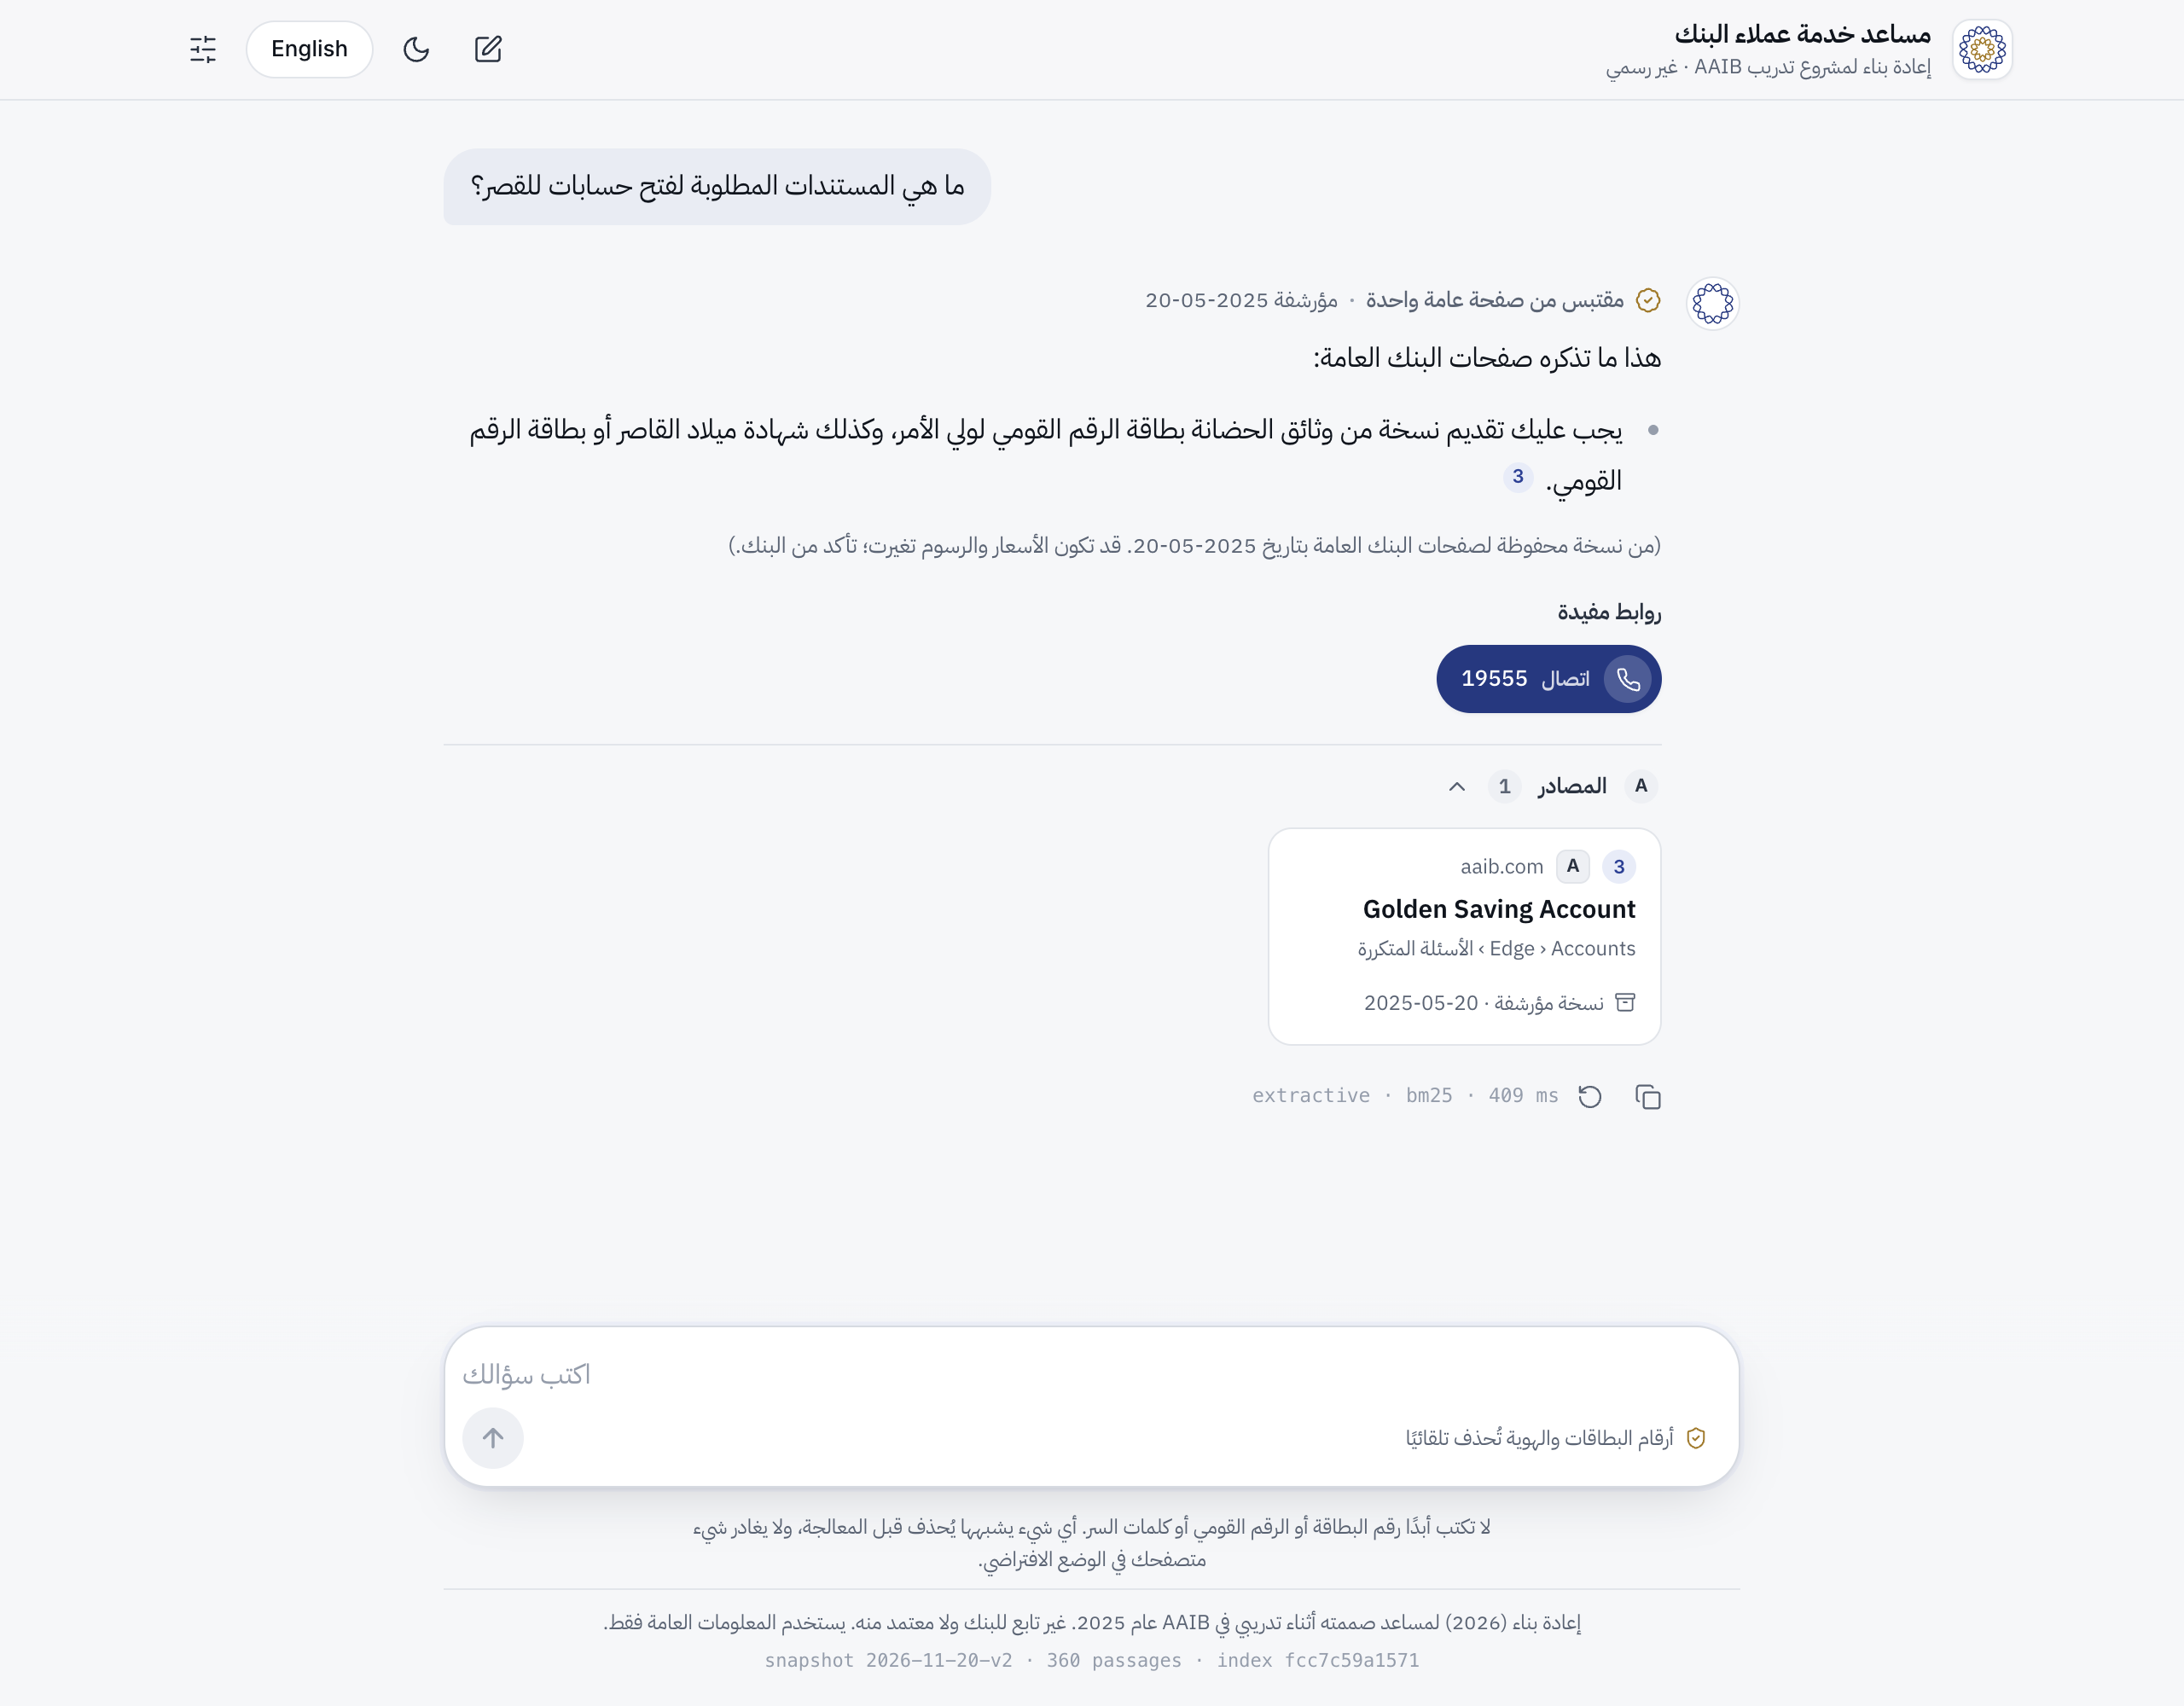 مساعد خدمة عملاء البنك
إعادة بناء لمشروع تدريب AAIB · غير رسمي
English
ما هي المستندات المطلوبة لفتح حسابات للقصر؟
مقتبس من صفحة عامة واحدة · مؤرشفة 2025-05-20
هذا ما تذكره صفحات البنك العامة:
يجب عليك تقديم نسخة من وثائق الحضانة بطاقة الرقم القومي لولي الأمر، وكذلك شهادة ميلاد القاصر أو بطاقة الرقم
القومي. 3
(من نسخة محفوظة لصفحات البنك العامة بتاريخ 2025-05-20. قد تكون الأسعار والرسوم تغيرت؛ تأكد من البنك.)
روابط مفيدة
اتصال 19555
A المصادر 1
3 A aaib.com
Golden Saving Account
Edge › Accounts › الأسئلة المتكررة
نسخة مؤرشفة · 2025-05-20
extractive · bm25 · 409 ms
اكتب سؤالك
أرقام البطاقات والهوية تُحذف تلقائيًا
لا تكتب أبدًا رقم البطاقة أو الرقم القومي أو كلمات السر. أي شيء يشبهها يُحذف قبل المعالجة، ولا يغادر شيء
متصفحك في الوضع الافتراضي.
إعادة بناء (2026) لمساعد صممته أثناء تدريبي في AAIB عام 2025. غير تابع للبنك ولا معتمد منه. يستخدم المعلومات العامة فقط.
snapshot 2026-11-20-v2 · 360 passages · index fcc7c59a1571